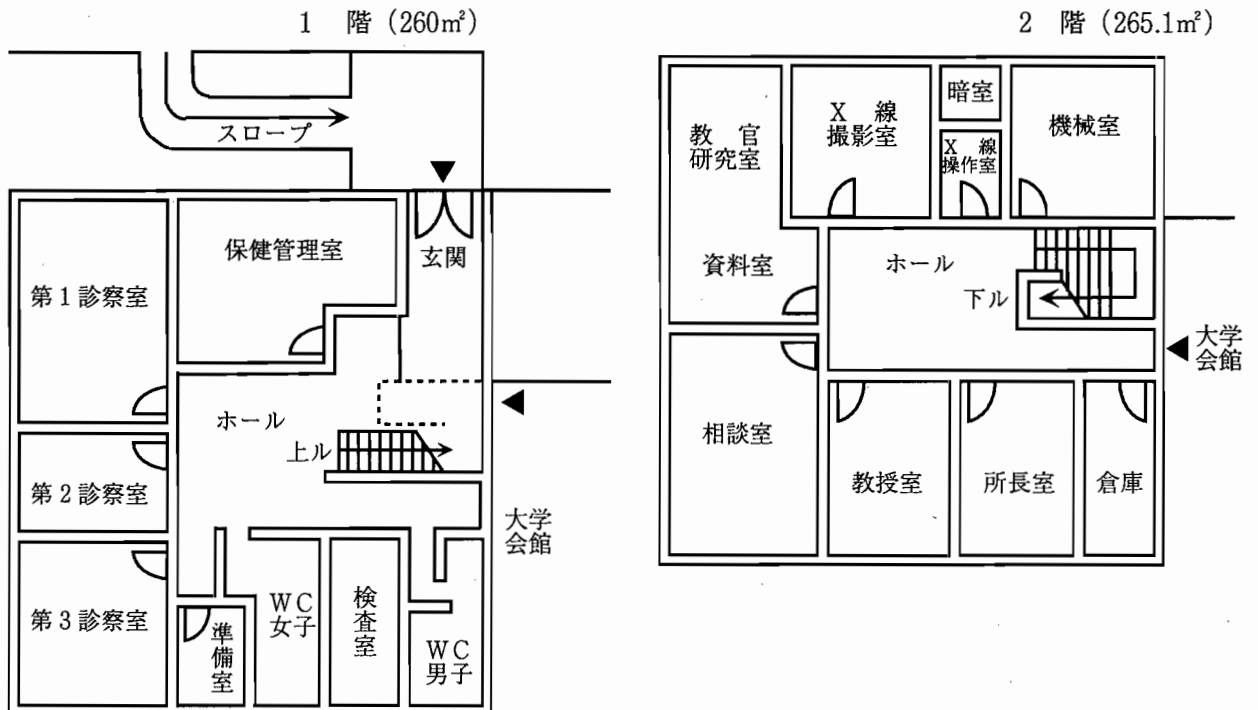 1 階 (260㎡)
スロープ
保健管理室
玄関
第1診察室
ホール
上ル
第2診察室
大学
会館
第3診察室
準備室
WC
女子
検査室
WC
男子
2 階 (265.1㎡)
教 官
研究室
X 線
撮影室
暗室
X 線
操作室
機械室
資料室
ホール
下ル
大学
会館
相談室
教授室
所長室
倉庫